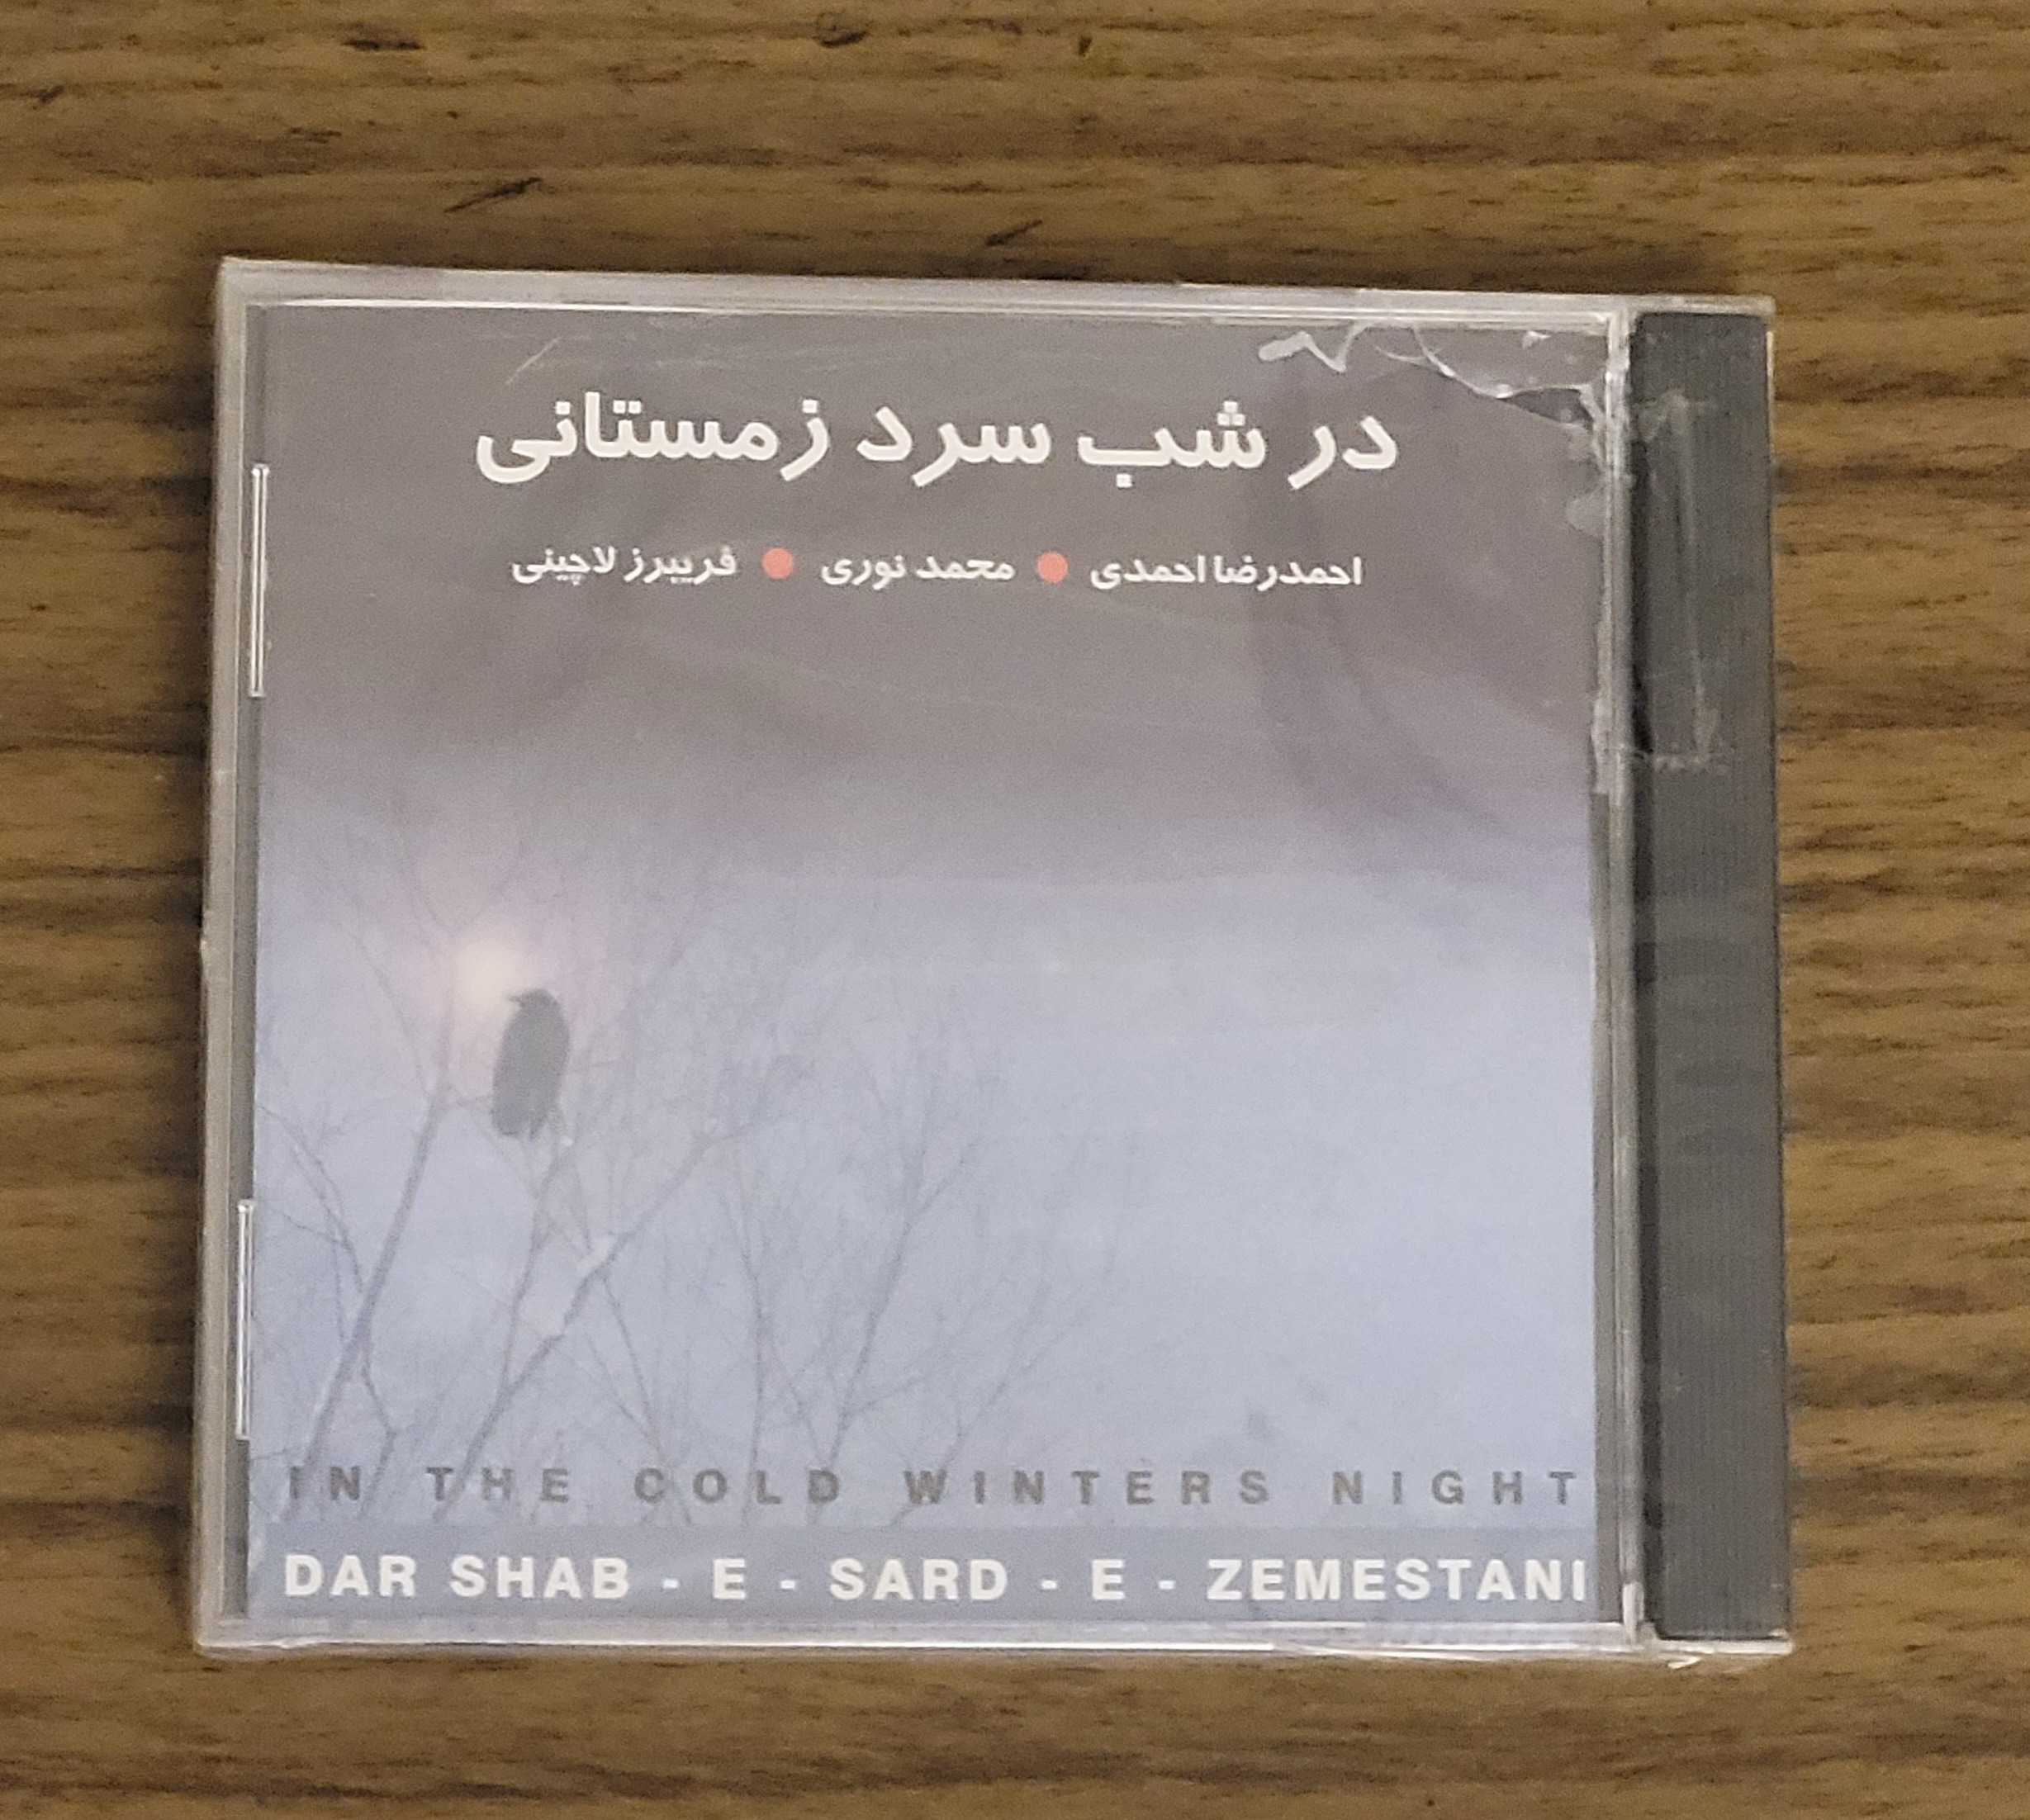 در شب سرد زمستانی
احمدرضا احمدی ● محمد نوری ● فریبرز لاچینی
IN THE COLD WINTERS NIGHT
DAR SHAB - E - SARD - E - ZEMESTANI